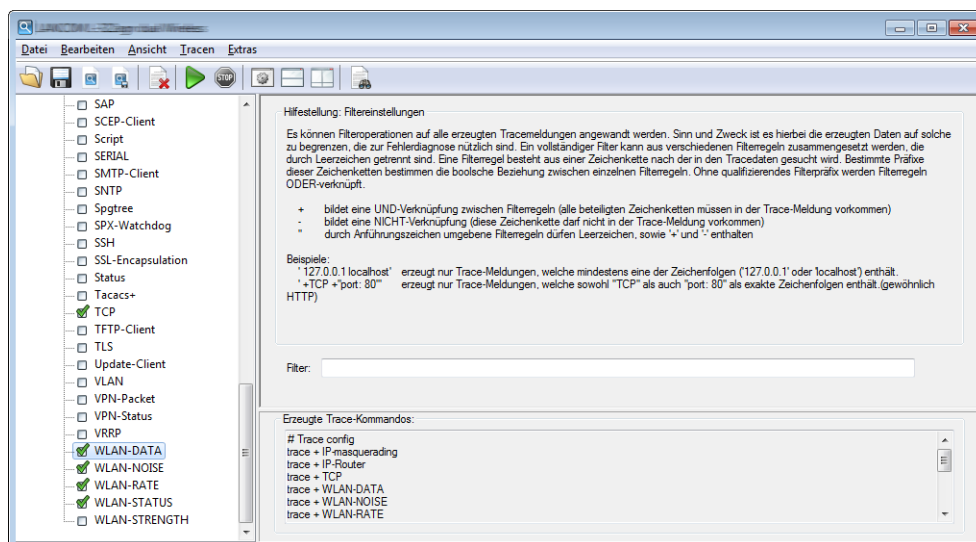 Datei Bearbeiten Ansicht Tracen Extras
STOP
SAP
SCEP-Client
Script
SERIAL
SMTP-Client
SNTP
Spgtree
SPX-Watchdog
SSH
SSL-Encapsulation
Status
Tacacs+
TCP
TFTP-Client
TLS
Update-Client
VLAN
VPN-Packet
VPN-Status
VRRP
WLAN-DATA
WLAN-NOISE
WLAN-RATE
WLAN-STATUS
WLAN-STRENGTH
Hilfestellung: Filtereinstellungen
Es können Filteroperationen auf alle erzeugten Tracemeldungen angewandt werden. Sinn und Zweck ist es hierbei die erzeugten Daten auf solche
zu begrenzen, die zur Fehlerdiagnose nützlich sind. Ein vollständiger Filter kann aus verschiedenen Filterregeln zusammengesetzt werden, die
durch Leerzeichen getrennt sind. Eine Filterregel besteht aus einer Zeichenkette nach der in den Tracedaten gesucht wird. Bestimmte Präfixe
dieser Zeichenketten bestimmen die boolsche Beziehung zwischen einzelnen Filterregeln. Ohne qualifizierendes Filterpräfix werden Filterregeln
ODER-verknüpft.
+ bildet eine UND-Verknüpfung zwischen Filterregeln (alle beteiligten Zeichenketten müssen in der Trace-Meldung vorkommen)
- bildet eine NICHT-Verknüpfung (diese Zeichenkette darf nicht in der Trace-Meldung vorkommen)
" durch Anführungszeichen umgebene Filterregeln dürfen Leerzeichen, sowie '+' und '-' enthalten
Beispiele:
' 127.0.0.1 localhost' erzeugt nur Trace-Meldungen, welche mindestens eine der Zeichenfolgen ('127.0.0.1' oder 'localhost') enthält.
' +TCP +"port: 80"' erzeugt nur Trace-Meldungen, welche sowohl "TCP" als auch "port: 80" als exakte Zeichenfolgen enthält.(gewöhnlich
HTTP)
Filter:
Erzeugte Trace-Kommandos:
# Trace config
trace + IP-masquerading
trace + IP-Router
trace + TCP
trace + WLAN-DATA
trace + WLAN-NOISE
trace + WLAN-RATE